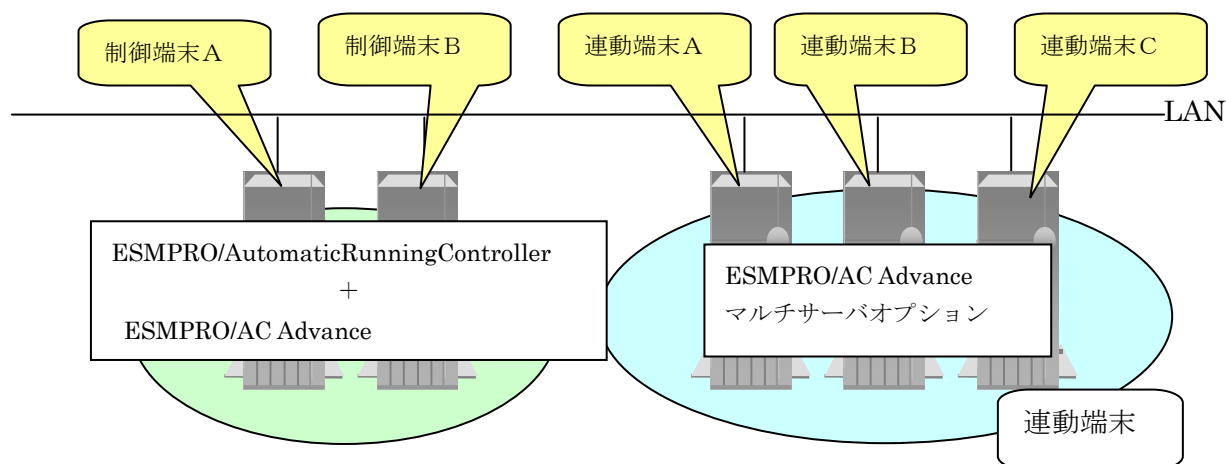 制御端末A
制御端末B
連動端末A
連動端末B
連動端末C
LAN
ESMPRO/AutomaticRunningController
+
ESMPRO/AC Advance
ESMPRO/AC Advance
マルチサーバオプション
連動端末